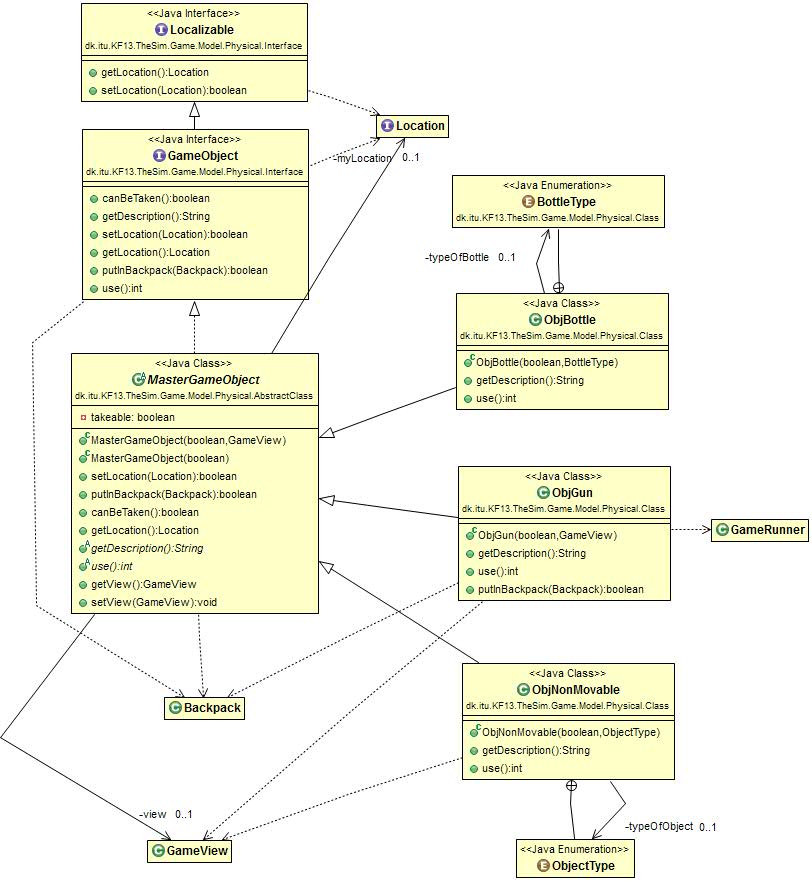 <<Java Interface>>
Localizable
dk.itu.KF13.TheSim.Game.Model.Physical.Interface
getLocation():Location
setLocation(Location):boolean
Location
<<Java Interface>>
GameObject
dk.itu.KF13.TheSim.Game.Model.Physical.Interface
-myLocation 0..1
canBeTaken():boolean
getDescription():String
setLocation(Location):boolean
getLocation():Location
putInBackpack(Backpack):boolean
use():int
<<Java Enumeration>>
BottleType
dk.itu.KF13.TheSim.Game.Model.Physical.Class
-typeOfBottle 0..1
<<Java Class>>
ObjBottle
dk.itu.KF13.TheSim.Game.Model.Physical.Class
ObjBottle(boolean,BottleType)
getDescription():String
use():int
<<Java Class>>
MasterGameObject
dk.itu.KF13.TheSim.Game.Model.Physical.AbstractClass
takeable: boolean
MasterGameObject(boolean,GameView)
MasterGameObject(boolean)
setLocation(Location):boolean
putInBackpack(Backpack):boolean
canBeTaken():boolean
getLocation():Location
getDescription():String
use():int
getView():GameView
setView(GameView):void
<<Java Class>>
ObjGun
dk.itu.KF13.TheSim.Game.Model.Physical.Class
ObjGun(boolean,GameView)
getDescription():String
use():int
putInBackpack(Backpack):boolean
GameRunner
<<Java Class>>
ObjNonMovable
dk.itu.KF13.TheSim.Game.Model.Physical.Class
ObjNonMovable(boolean,ObjectType)
getDescription():String
use():int
Backpack
-view 0..1
GameView
-typeOfObject 0..1
<<Java Enumeration>>
ObjectType